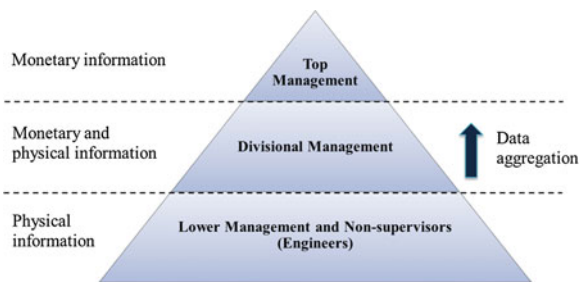 Monetary information
Top
Management
Monetary and
physical information
Divisional Management
Data
aggregation
Physical
information
Lower Management and Non-supervisors
(Engineers)